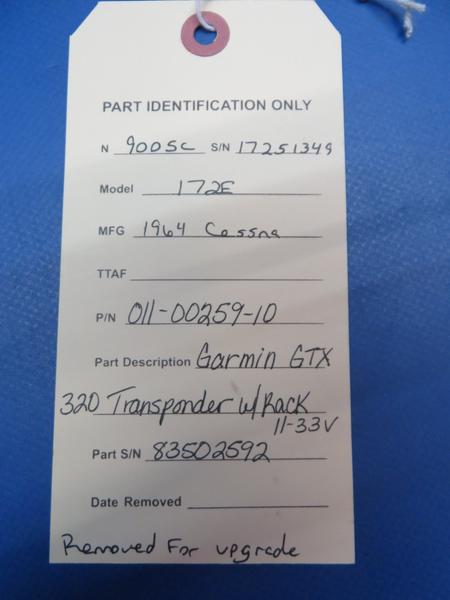 PART IDENTIFICATION ONLY
N 9005C S/N 17251349
Model 172E
MFG 1964 Cessna
TTAF
P/N 011-00259-10
Part Description Garmin GTX
320 Transponder w/Rack
11-33V
Part S/N 83502592
Date Removed
Removed For upgrade